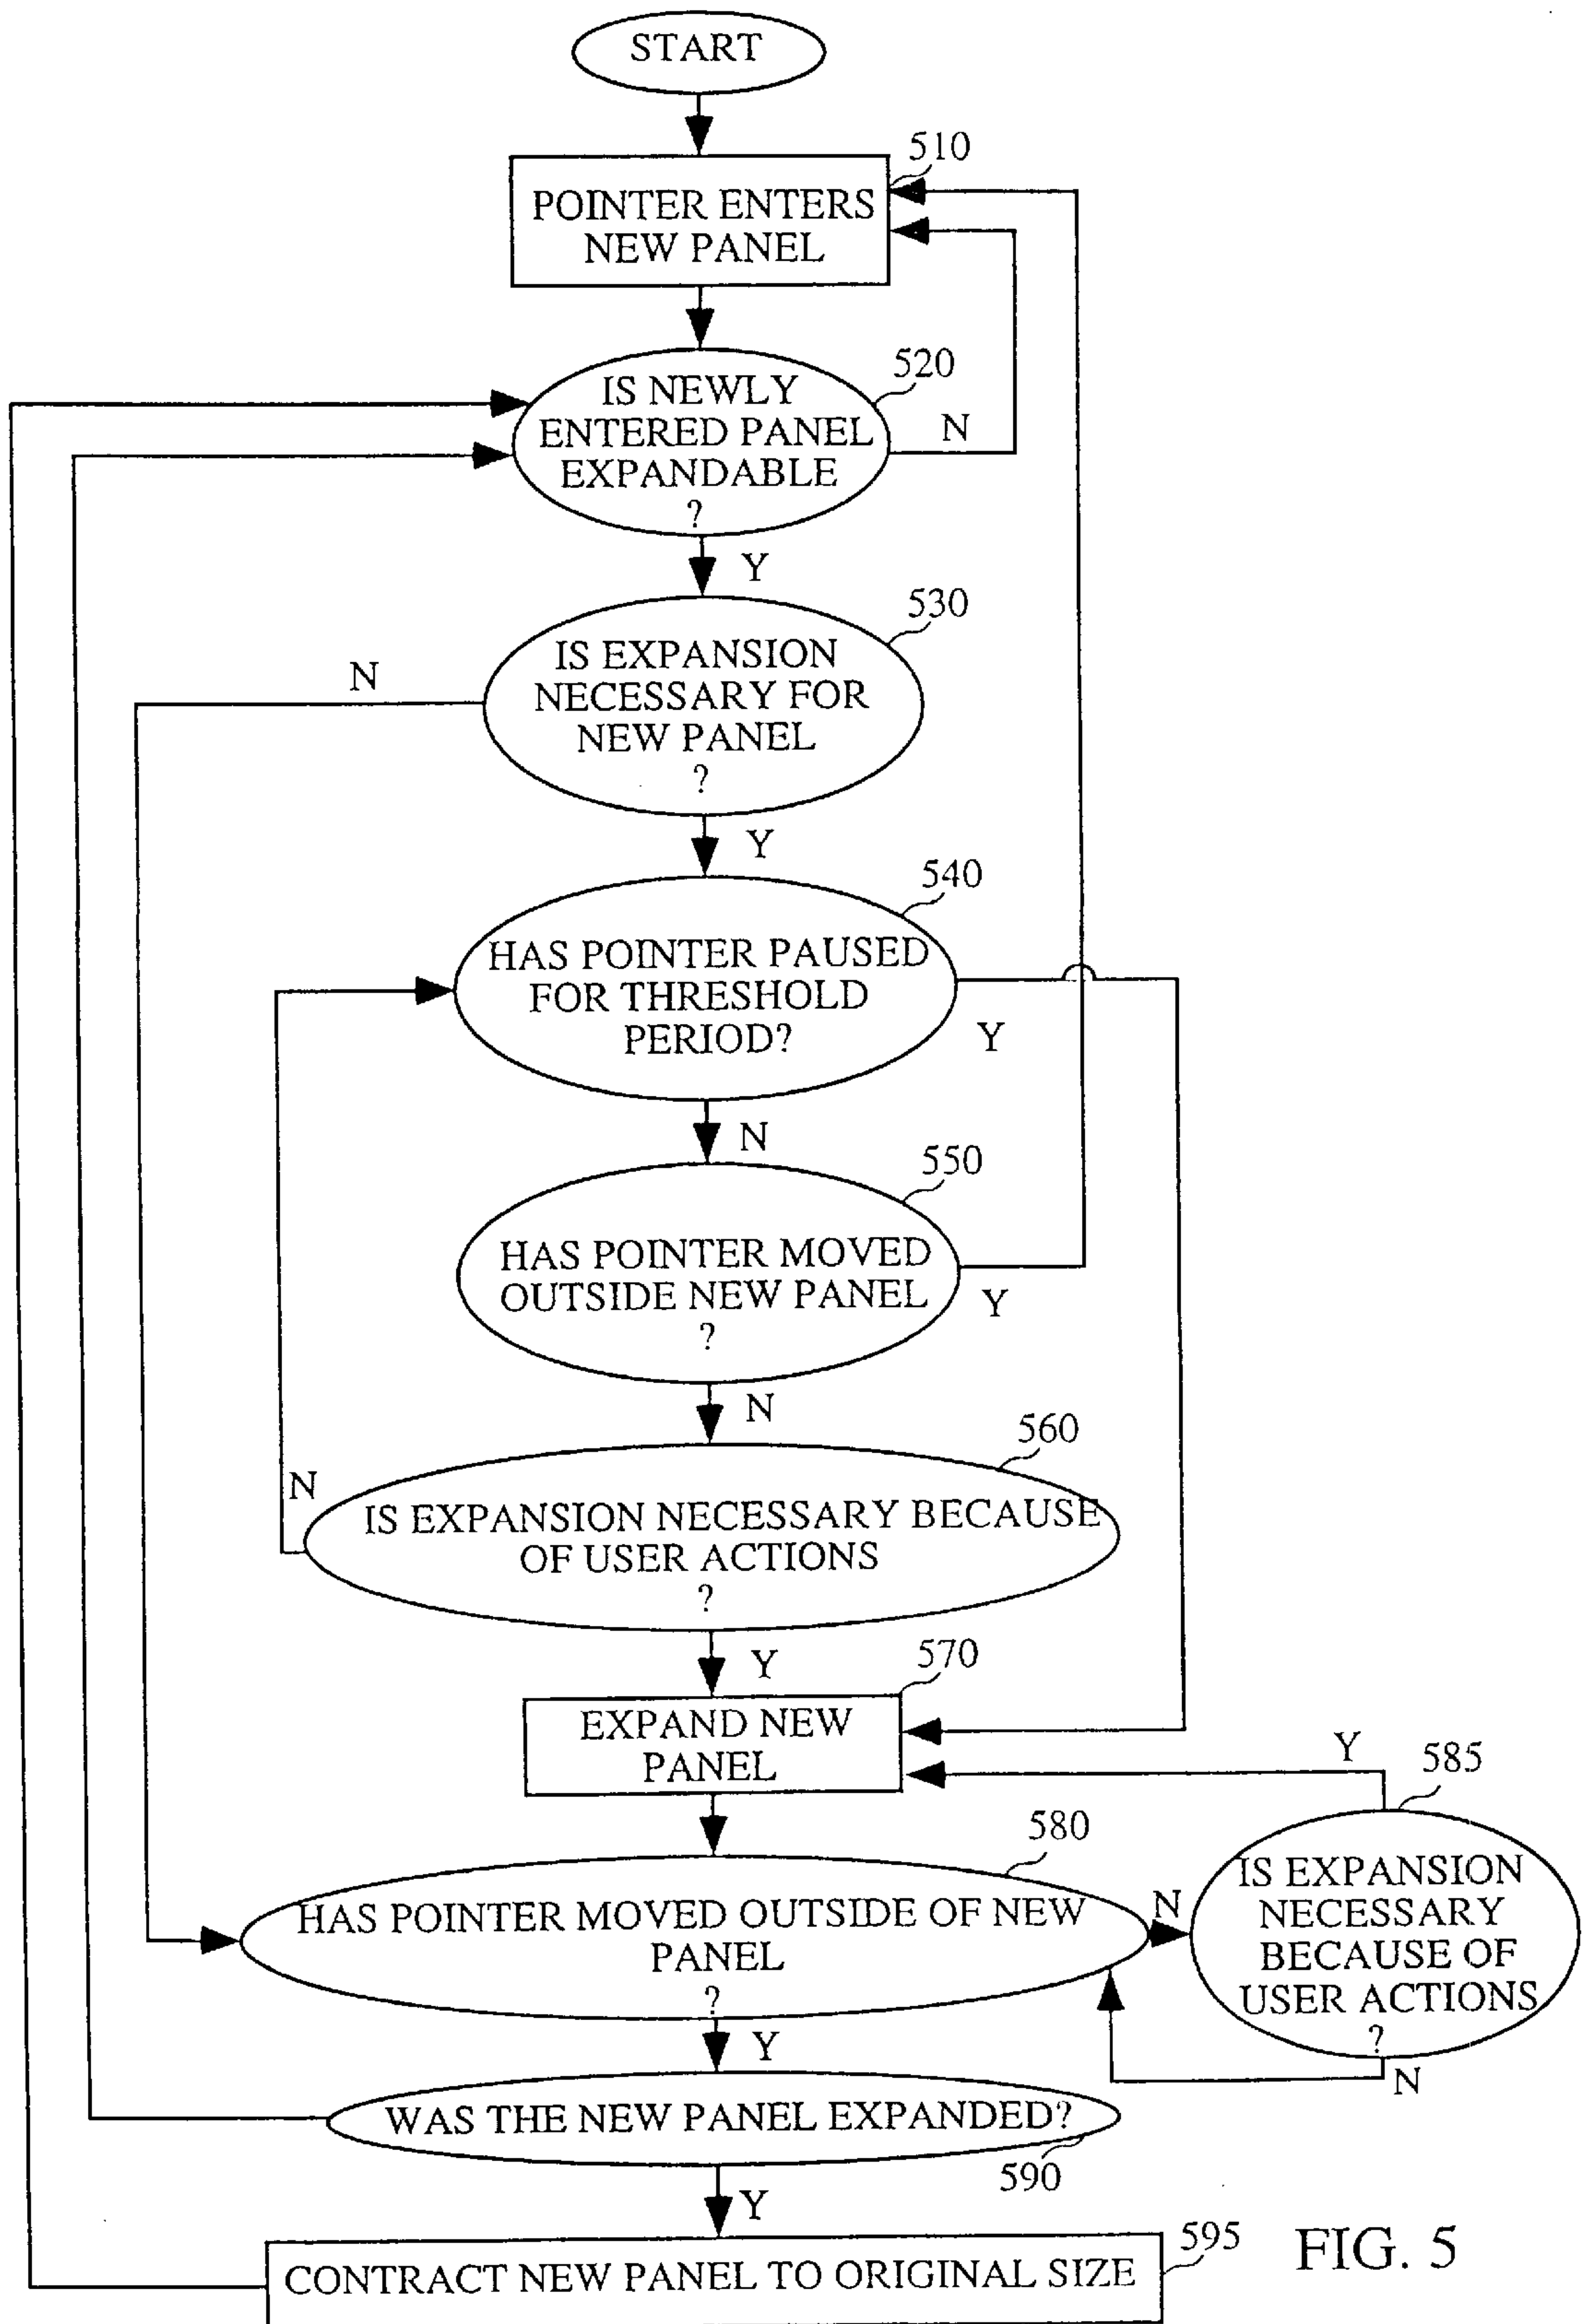 START
510
POINTER ENTERS
NEW PANEL
520
IS NEWLY
ENTERED PANEL
EXPANDABLE
?
N
Y
530
IS EXPANSION
NECESSARY FOR
NEW PANEL
?
N
Y
540
HAS POINTER PAUSED
FOR THRESHOLD
PERIOD?
Y
N
550
HAS POINTER MOVED
OUTSIDE NEW PANEL
?
Y
N
560
N
IS EXPANSION NECESSARY BECAUSE
OF USER ACTIONS
?
Y
570
EXPAND NEW
PANEL
Y
585
580
HAS POINTER MOVED OUTSIDE OF NEW
PANEL
?
N
IS EXPANSION
NECESSARY
BECAUSE OF
USER ACTIONS
?
N
Y
WAS THE NEW PANEL EXPANDED?
590
Y
595
CONTRACT NEW PANEL TO ORIGINAL SIZE
FIG. 5